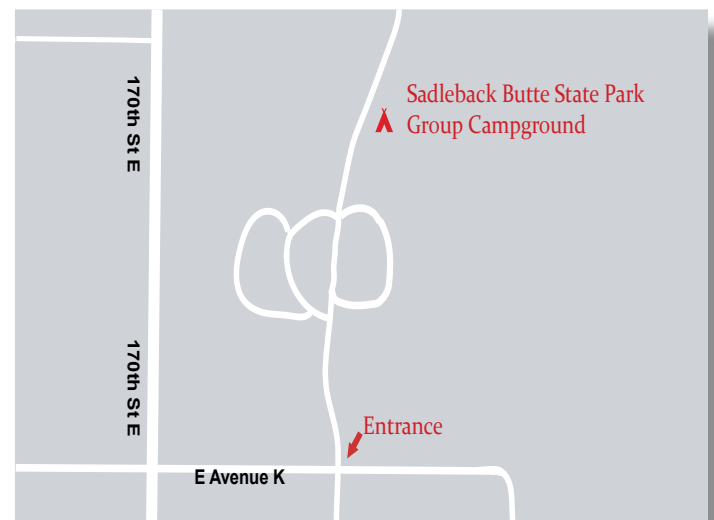 170th St E
Sadleback Butte State Park
Group Campground
170th St E
Entrance
E Avenue K